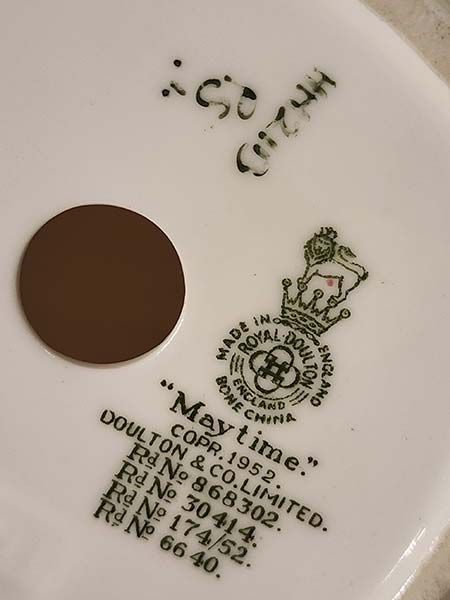 HN2113
MADE IN ENGLAND
ROYAL DOULTON
ENGLAND
BONE CHINA
"Maytime."
COPR. 1952.
DOULTON & CO. LIMITED.
Rd No 868302.
Rd No 30414.
Rd No 174/52.
Rd No 6640.